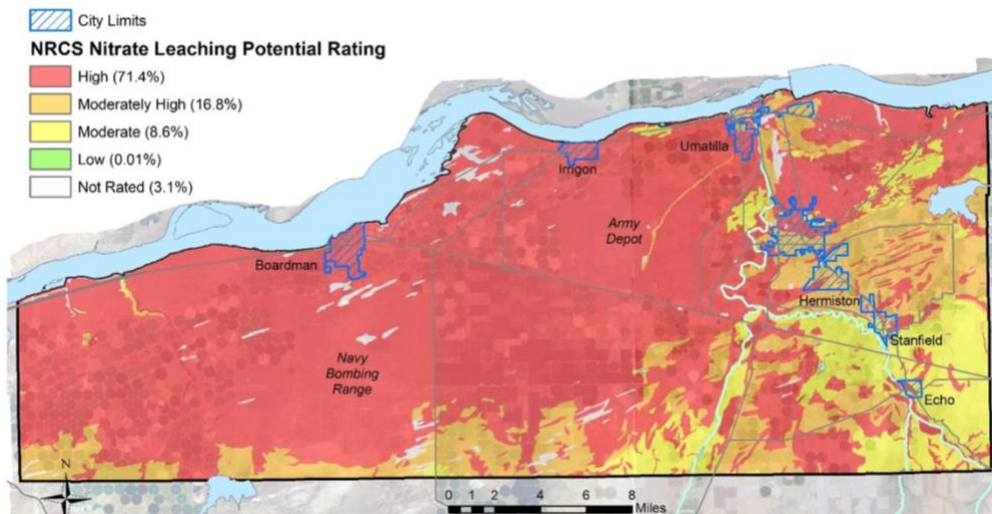 City Limits
NRCS Nitrate Leaching Potential Rating
High (71.4%)
Moderately High (16.8%)
Moderate (8.6%)
Low (0.01%)
Not Rated (3.1%)
Umatilla
Irrigon
Army
Depot
Boardman
Hermiston
Stanfield
Navy
Bombing
Range
Echo
N
0 1 2 4 6 8
Miles